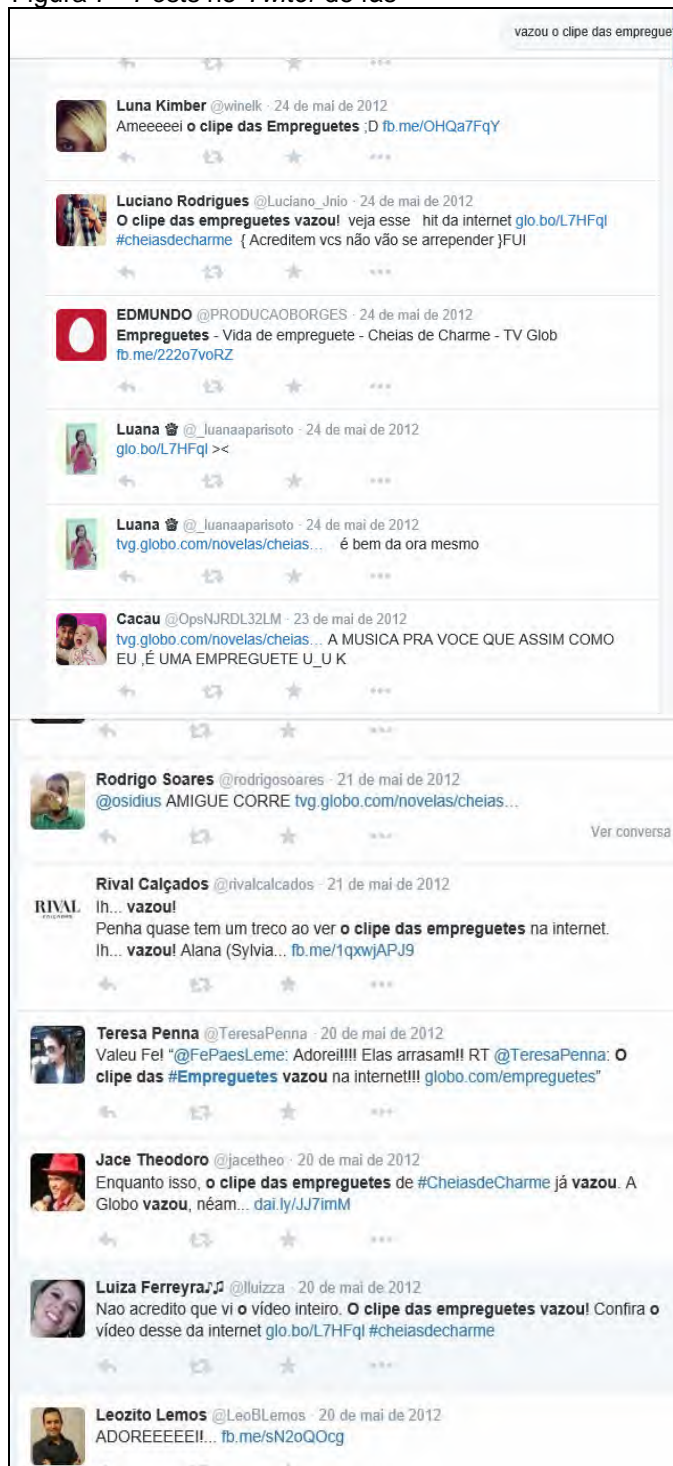 vazou o clipe das empregue
Luna Kimber @winelk · 24 de mai de 2012
Ameeeeei o clipe das Empreguetes ;D fb.me/OHQa7FqY
Luciano Rodrigues @Luciano_Jnio · 24 de mai de 2012
O clipe das empreguetes vazou! veja esse hit da internet glo.bo/L7HFql
#cheiasdecharme { Acreditem vcs não vão se arrepender }FUI
EDMUNDO @PRODUCAOBORGES · 24 de mai de 2012
Empreguetes - Vida de empreguete - Cheias de Charme - TV Glob
fb.me/222o7voRZ
Luana @_luanaaparisoto · 24 de mai de 2012
glo.bo/L7HFql ><
Luana @_luanaaparisoto · 24 de mai de 2012
tvg.globo.com/novelas/cheias... é bem da ora mesmo
Cacau @OpsNJRDL32LM · 23 de mai de 2012
tvg.globo.com/novelas/cheias... A MUSICA PRA VOCE QUE ASSIM COMO
EU ,É UMA EMPREGUETE U_U K
Rodrigo Soares @rodrigosoares · 21 de mai de 2012
@osidius AMIGUE CORRE tvg.globo.com/novelas/cheias...
Ver conversa
Rival Calçados @rivalcalcados · 21 de mai de 2012
RIVAL
Ih... vazou!
Penha quase tem um treco ao ver o clipe das empreguetes na internet.
Ih... vazou! Alana (Sylvia... fb.me/1qxwjAPJ9
Teresa Penna @TeresaPenna · 20 de mai de 2012
Valeu Fe! "@FePaesLeme: Adorei!!!! Elas arrasam!! RT @TeresaPenna: O
clipe das #Empreguetes vazou na internet!!! globo.com/empreguetes"
Jace Theodoro @jacetheo · 20 de mai de 2012
Enquanto isso, o clipe das empreguetes de #CheiasdeCharme já vazou. A
Globo vazou, néam... dai.ly/JJ7imM
Luiza Ferreyra♪♫ @lluizza · 20 de mai de 2012
Nao acredito que vi o vídeo inteiro. O clipe das empreguetes vazou! Confira o
vídeo desse da internet glo.bo/L7HFql #cheiasdecharme
Leozito Lemos @LeoBLemos · 20 de mai de 2012
ADOREEEEEI!... fb.me/sN2oQOcg